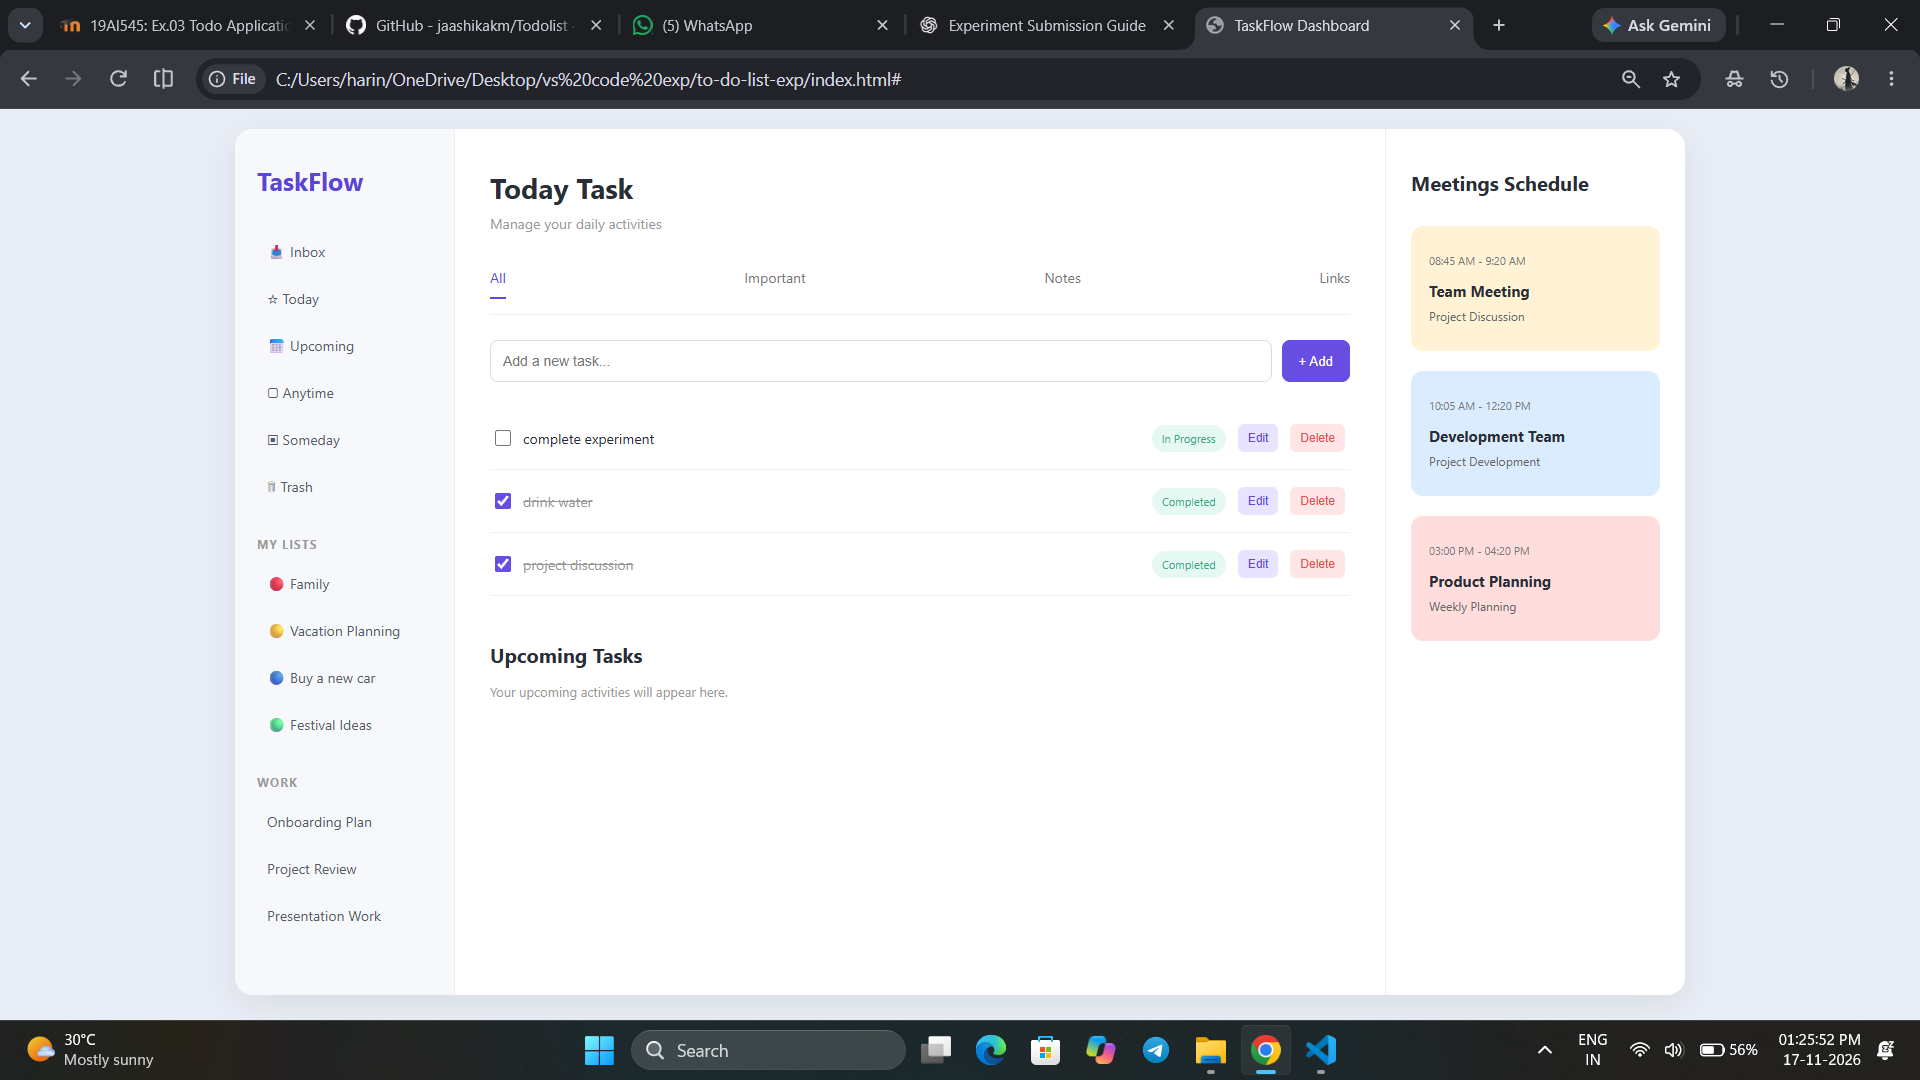 19AI545: Ex.03 Todo Applicatic
GitHub - jaashikakm/Todolist
(5) WhatsApp
Experiment Submission Guide
TaskFlow Dashboard
Ask Gemini
File
C:/Users/harin/OneDrive/Desktop/vs%20code%20exp/to-do-list-exp/index.html#
TaskFlow
Inbox
Today
Upcoming
Anytime
Someday
Trash
MY LISTS
Family
Vacation Planning
Buy a new car
Festival Ideas
WORK
Onboarding Plan
Project Review
Presentation Work
Today Task
Manage your daily activities
All Important Notes Links
Add a new task... + Add
complete experiment In Progress Edit Delete
drink water Completed Edit Delete
project discussion Completed Edit Delete
Upcoming Tasks
Your upcoming activities will appear here.
Meetings Schedule
08:45 AM - 9:20 AM
Team Meeting
Project Discussion
10:05 AM - 12:20 PM
Development Team
Project Development
03:00 PM - 04:20 PM
Product Planning
Weekly Planning
30°C
Mostly sunny
Search
ENG
IN
56%
01:25:52 PM
17-11-2026